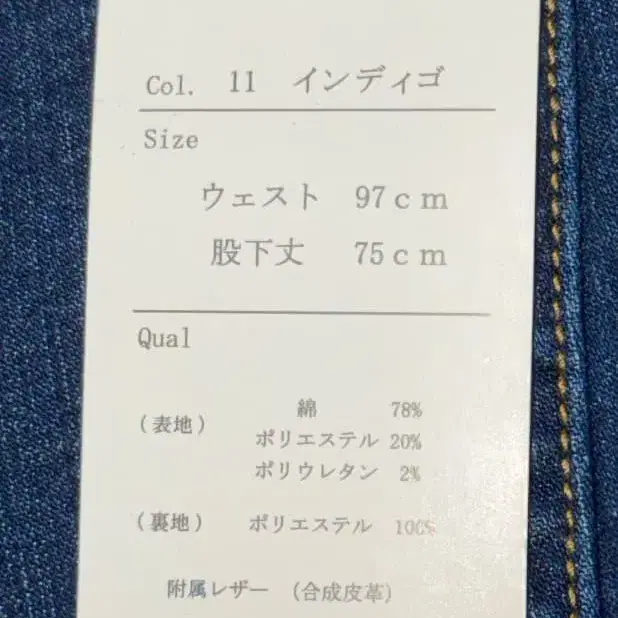 Col. 11 インディゴ
Size
ウェスト 97cm
股下丈 75cm
Qual
(表地) 綿 78%
ポリエステル 20%
ポリウレタン 2%
(裏地) ポリエステル 100%
附属レザー (合成皮革)